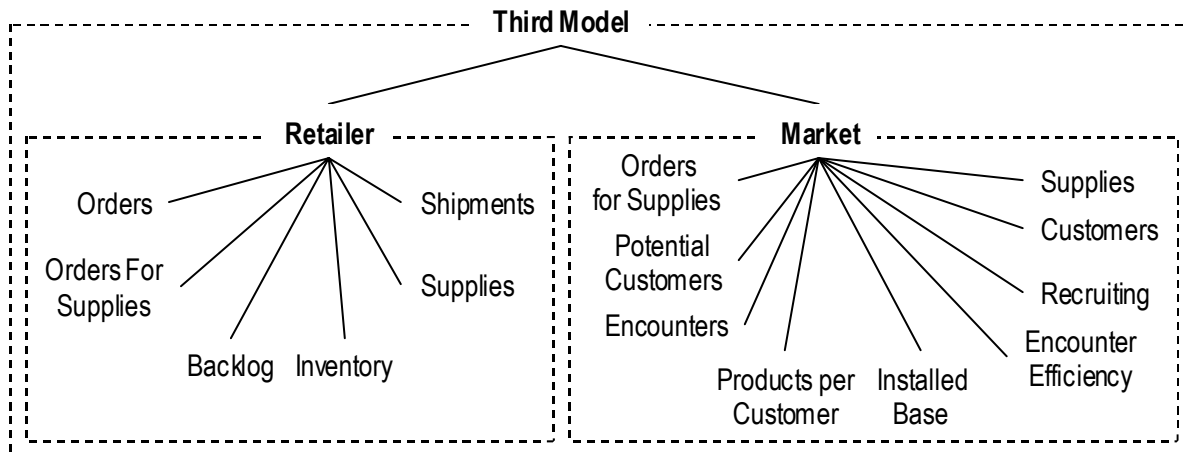 Third Model
Retailer
Orders
Orders For
Supplies
Backlog
Inventory
Supplies
Shipments
Market
Orders
for Supplies
Potential
Customers
Encounters
Products per
Customer
Installed
Base
Encounter
Efficiency
Recruiting
Customers
Supplies